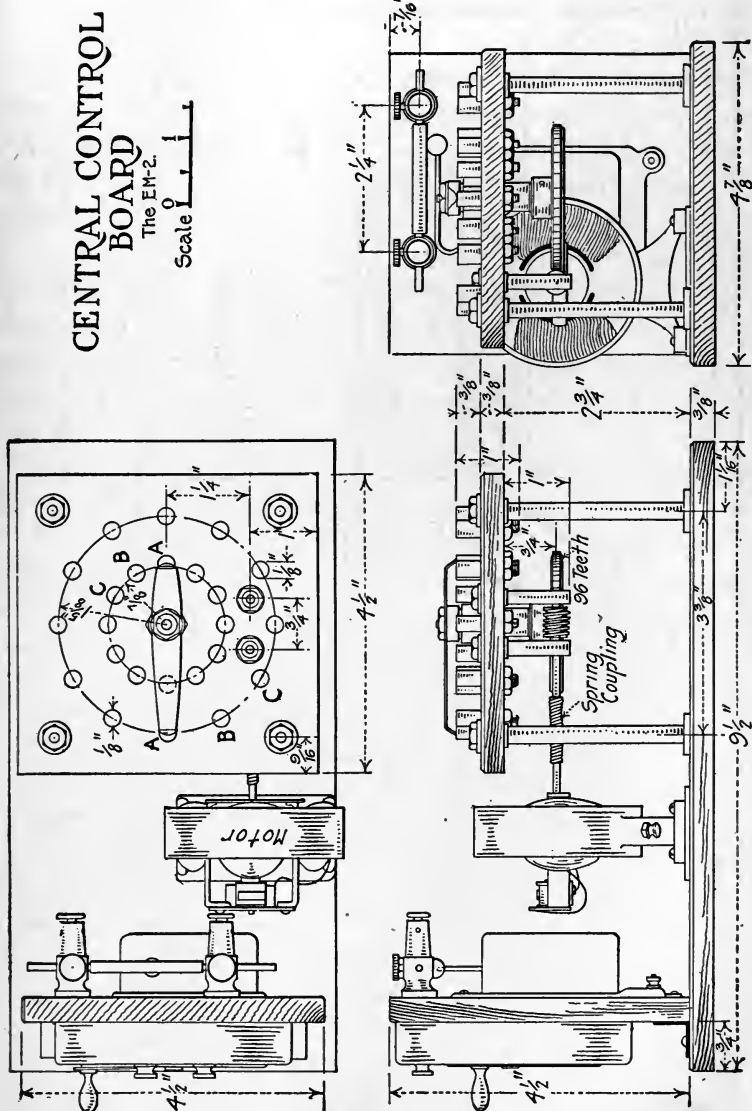 CENTRAL CONTROL
BOARD
The EM-2.
Scale 0 1
4 1/2"
Motor
A
B
C
A
B
C
5/100
7/8"
1/8"
1/8"
3/4"
9/16"
1 1/4"
1"
4 1/2"
7/16"
2 1/4"
4 7/8"
4 1/2"
3/4"
Spring
Coupling
96 Teeth
3/4"
1"
1"
3/8"
3/8"
2 3/4"
3/8"
1 1/16"
3 3/8"
9 1/2"